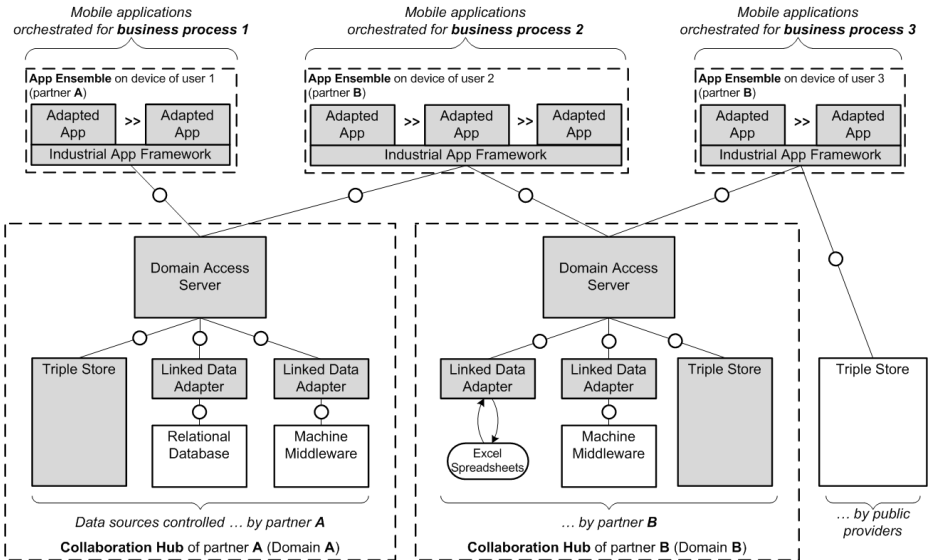 Mobile applications
orchestrated for business process 1
Mobile applications
orchestrated for business process 2
Mobile applications
orchestrated for business process 3
App Ensemble on device of user 1
(partner A)
Adapted
App
>>
Adapted
App
Industrial App Framework
App Ensemble on device of user 2
(partner B)
Adapted
App
>>
Adapted
App
>>
Adapted
App
Industrial App Framework
App Ensemble on device of user 3
(partner B)
Adapted
App
>>
Adapted
App
Industrial App Framework
Domain Access
Server
Triple Store
Linked Data
Adapter
Linked Data
Adapter
Relational
Database
Machine
Middleware
Data sources controlled ... by partner A
Collaboration Hub of partner A (Domain A)
Domain Access
Server
Linked Data
Adapter
Linked Data
Adapter
Triple Store
Excel
Spreadsheets
Machine
Middleware
... by partner B
Collaboration Hub of partner B (Domain B)
Triple Store
... by public
providers